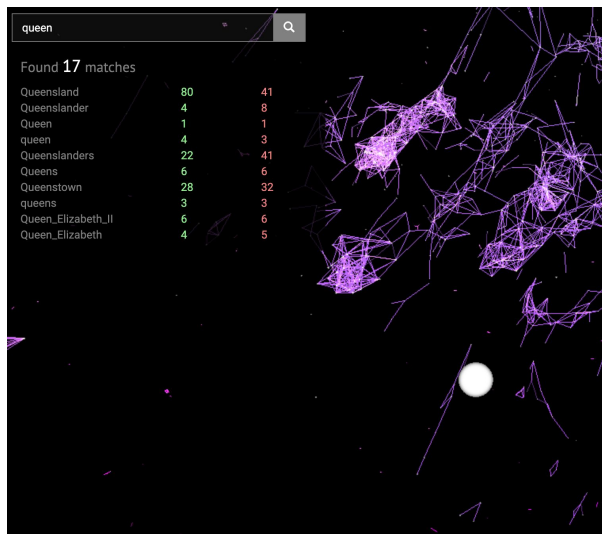 queen
Found 17 matches
Queensland 80 41
Queenslander 4 8
Queen 1 1
queen 4 3
Queenslanders 22 41
Queens 6 6
Queenstown 28 32
queens 3 3
Queen_Elizabeth_II 6 6
Queen_Elizabeth 4 5